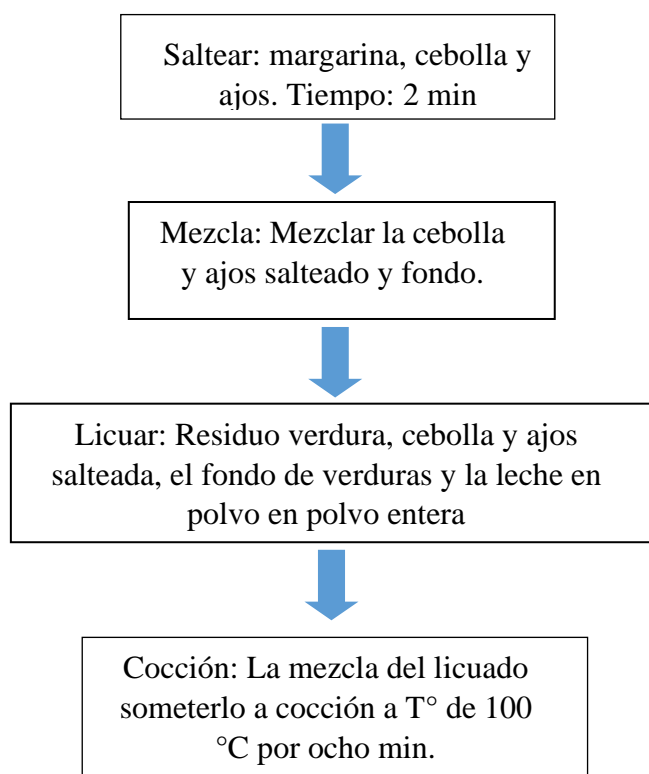 Saltear: margarina, cebolla y
ajos. Tiempo: 2 min
Mezcla: Mezclar la cebolla
y ajos salteado y fondo.
Licuar: Residuo verdura, cebolla y ajos
salteada, el fondo de verduras y la leche en
polvo en polvo entera
Cocción: La mezcla del licuado
someterlo a cocción a T° de 100
°C por ocho min.